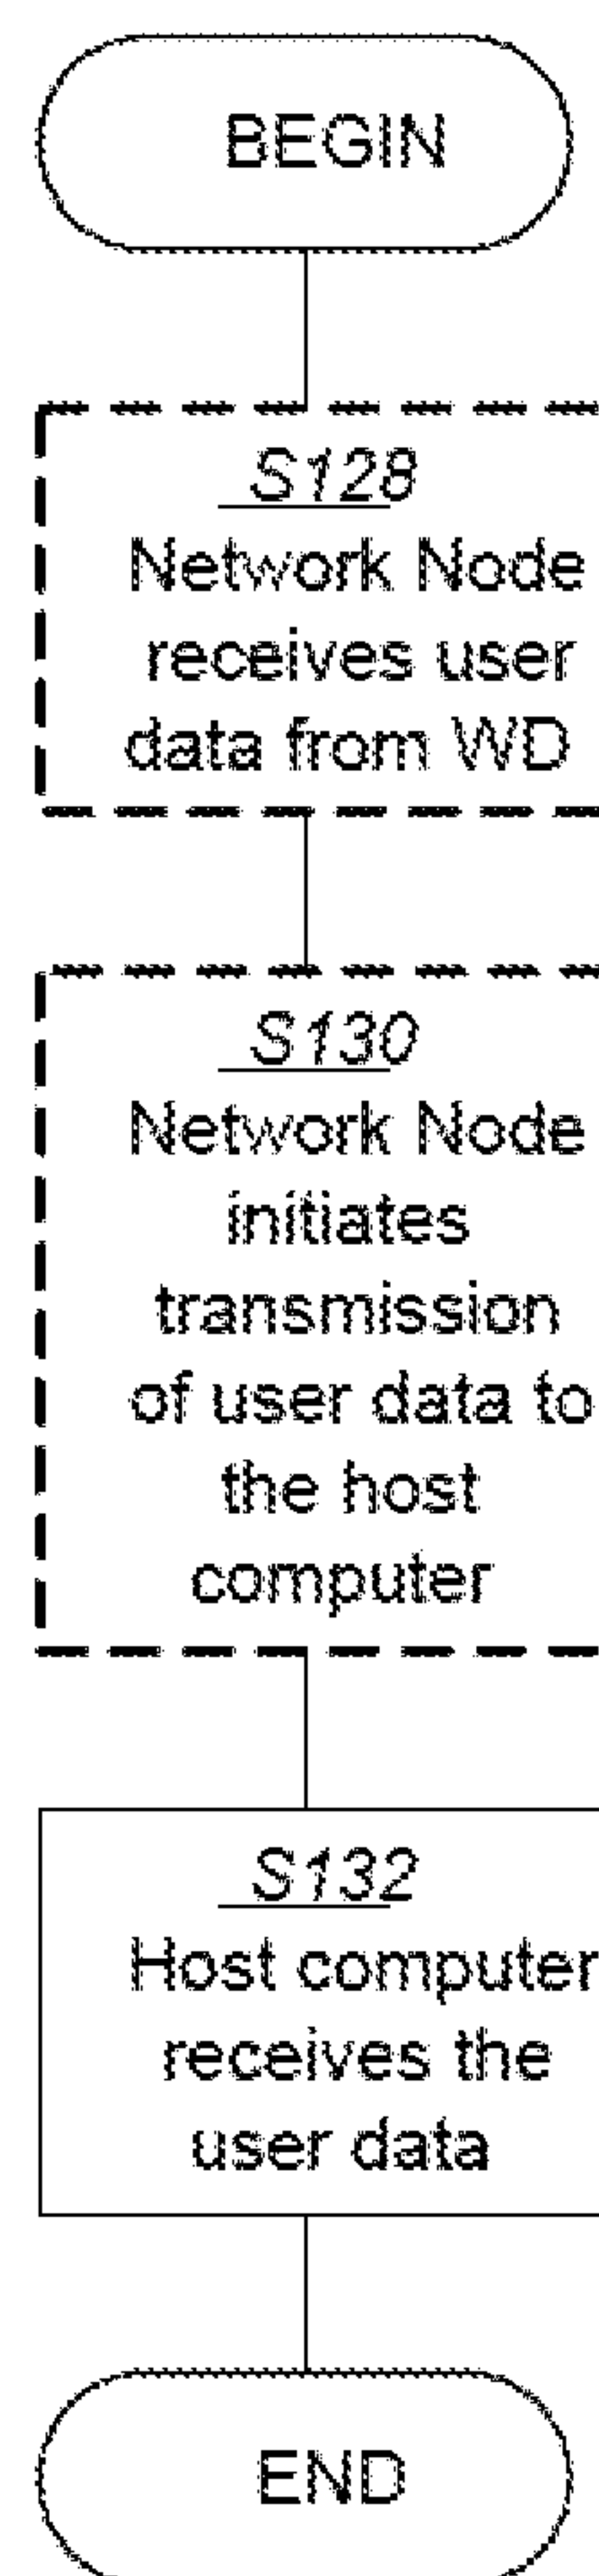 BEGIN
S128
Network Node
receives user
data from WD
S130
Network Node
initiates
transmission
of user data to
the host
computer
S132
Host computer
receives the
user data
END